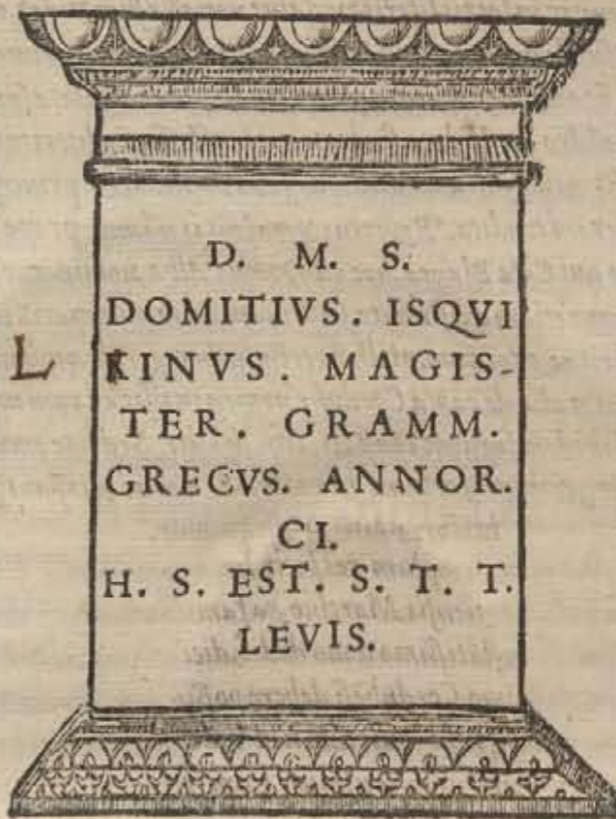 D. M. S.
DOMITIVS. ISQVI
L KINVS. MAGIS-
TER. GRAMM.
GRECVS. ANNOR.
CI.
H. S. EST. S. T. T.
LEVIS.